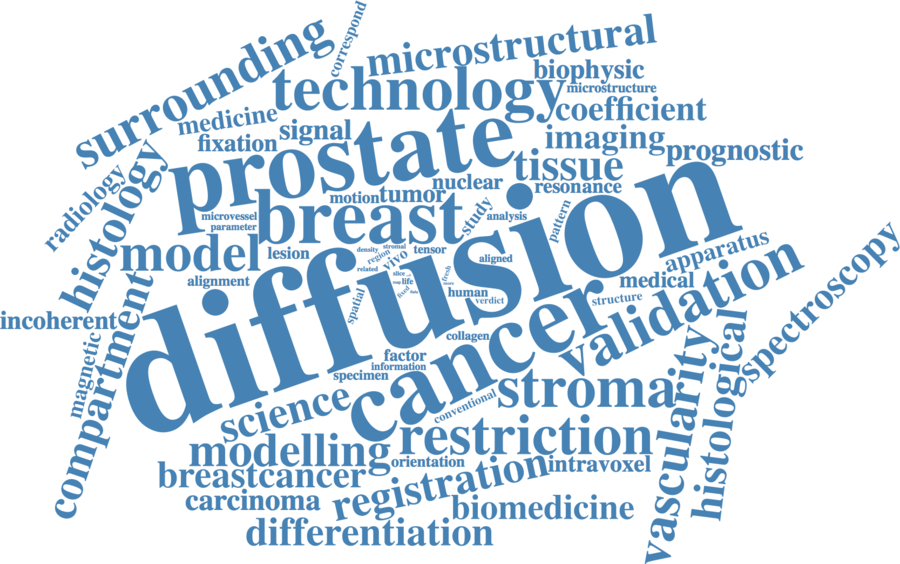 correspond
surrounding
microstructural
biophysic
microstructure
technology
coefficient
medicine
signal
fixation
imaging
prognostic
prostate
tissue
radiology
histology
nuclear
resonance
motion
tumor
microvessel
parameter
breast
study
analysis
pattern
model
lesion
density
stromal
region
vivo
tensor
related
slice
life
fresh
aligned
apparatus
medical
spectroscopy
alignment
diffusion
human
verdict
structure
fixed
spatial
incoherent
magnetic
compartment
collagen
factor
information
specimen
cancer
validation
science
conventional
stroma
vascularity
histological
modelling
restriction
orientation
breastcancer
registration
intravoxel
carcinoma
biomedicine
differentiation